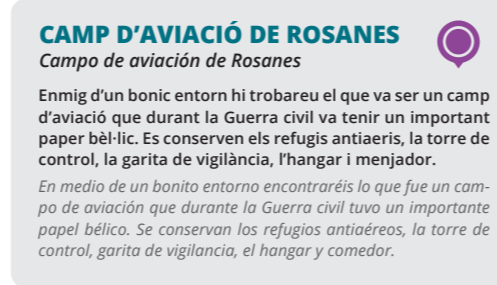 CAMP D'AVIACIÓ DE ROSANES
Campo de aviación de Rosanes
Enmig d'un bonic entorn hi trobareu el que va ser un camp
d'aviació que durant la Guerra civil va tenir un important
paper bèl·lic. Es conserven els refugis antiaeris, la torre de
control, la garita de vigilància, l'hangar i menjador.
En medio de un bonito entorno encontraréis lo que fue un cam-
po de aviación que durante la Guerra civil tuvo un importante
papel bélico. Se conservan los refugios antiaéreos, la torre de
control, garita de vigilancia, el hangar y comedor.